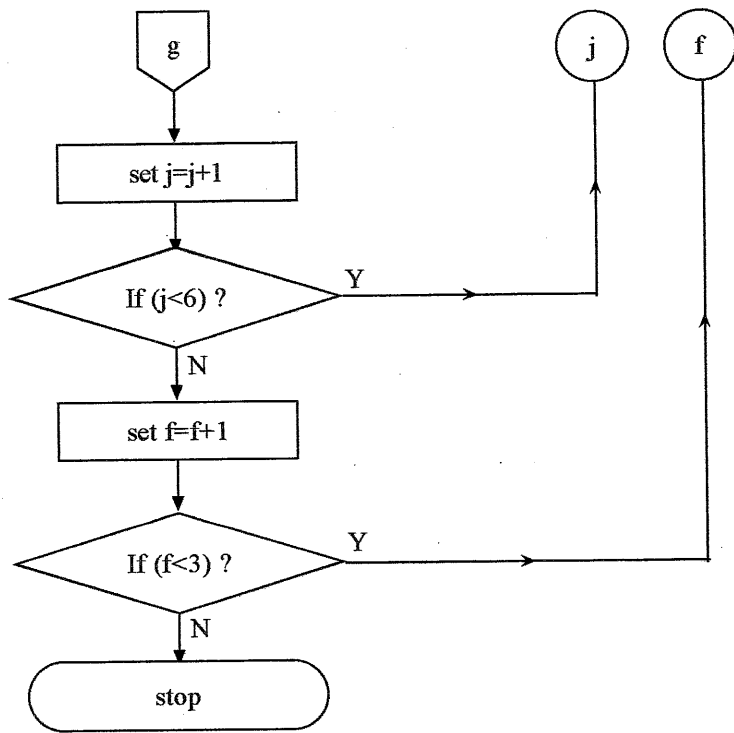 g
j
f
set j=j+1
If (j<6) ?
Y
N
set f=f+1
If (f<3) ?
Y
N
stop